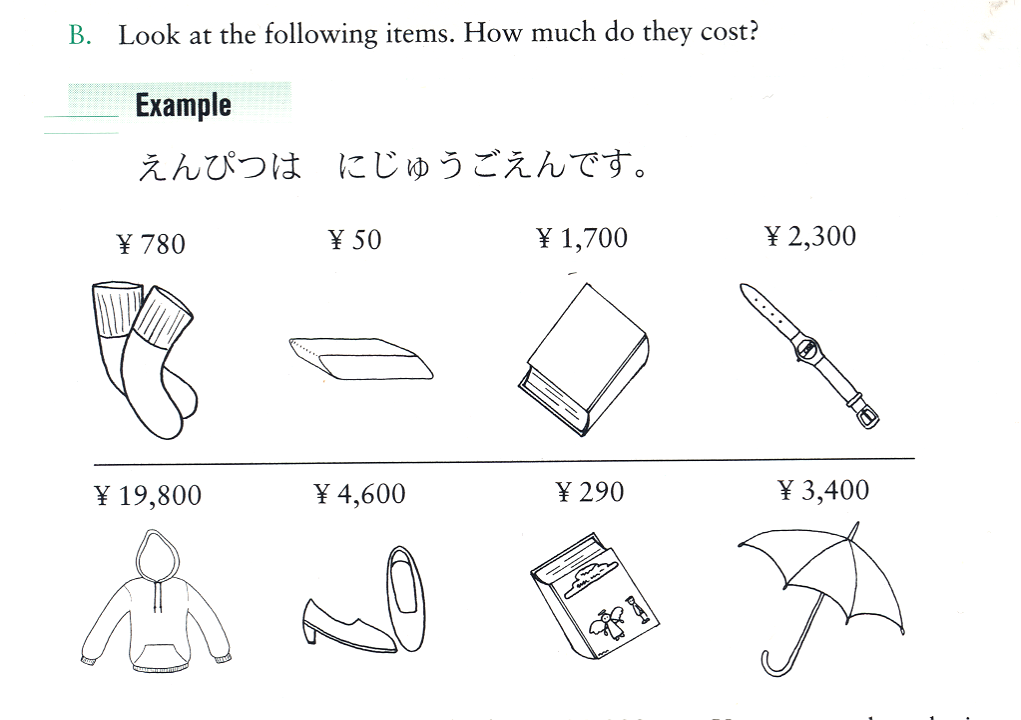 B. Look at the following items. How much do they cost?
Example
えんぴつは　にじゅうごえんです。
¥ 780 ¥ 50 ¥ 1,700 ¥ 2,300
¥ 19,800 ¥ 4,600 ¥ 290 ¥ 3,400